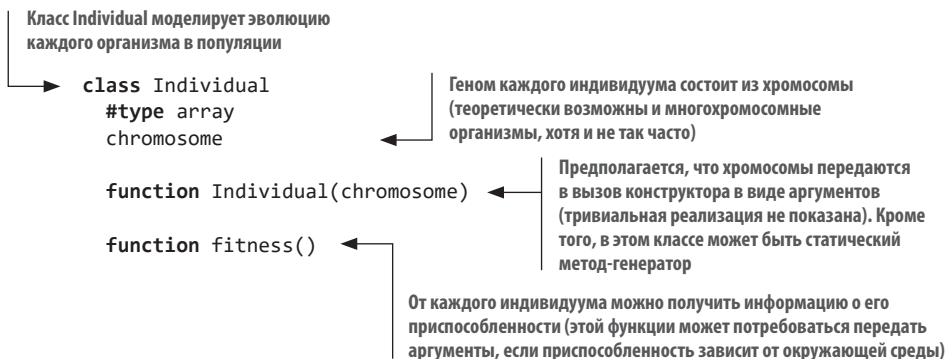 Класс Individual моделирует эволюцию
каждого организма в популяции
class Individual
#type array
chromosome
Геном каждого индивидуума состоит из хромосомы
(теоретически возможны и многохромосомные
организмы, хотя и не так часто)
function Individual(chromosome)
Предполагается, что хромосомы передаются
в вызов конструктора в виде аргументов
(тривиальная реализация не показана). Кроме
того, в этом классе может быть статический
метод-генератор
function fitness()
От каждого индивидуума можно получить информацию о его
приспособленности (этой функции может потребоваться передать
аргументы, если приспособленность зависит от окружающей среды)